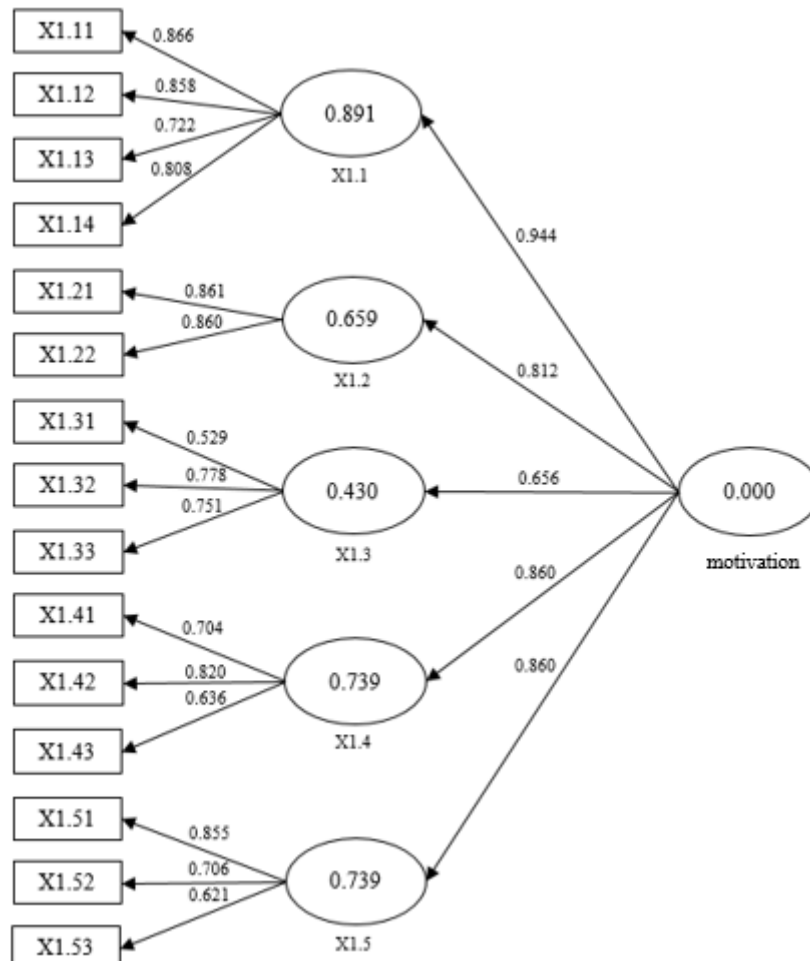 X1.11
0.866
X1.12
0.858
0.891
X1.13
0.722
0.808
X1.1
X1.14
0.944
X1.21
0.861
0.659
0.860
X1.22
X1.2
0.812
X1.31
0.529
X1.32
0.778
0.430
0.656
0.000
0.751
X1.33
X1.3
motivation
0.860
X1.41
0.704
X1.42
0.820
0.739
0.860
0.636
X1.43
X1.4
X1.51
0.855
X1.52
0.706
0.739
0.621
X1.53
X1.5